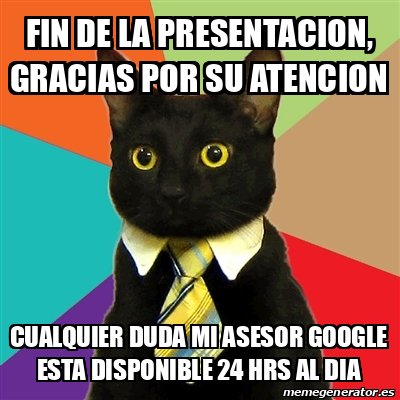 FIN DE LA PRESENTACION,
GRACIAS POR SU ATENCION
CUALQUIER DUDA MI ASESOR GOOGLE
ESTA DISPONIBLE 24 HRS AL DIA
memegenerator.es